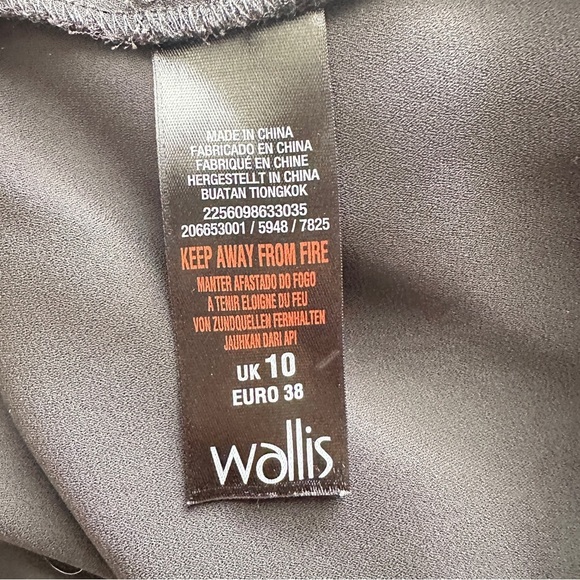 MADE IN CHINA
FABRICADO EN CHINA
FABRIQUÉ EN CHINE
HERGESTELLT IN CHINA
BUATAN TIONGKOK
2256098633035
206653001 / 5948 / 7825
KEEP AWAY FROM FIRE
MANTER AFASTADO DO FOGO
A TENIR ELOIGNE DU FEU
VON ZUNDQUELLEN FERNHALTEN
JAUHKAN DARI API
UK 10
EURO 38
wallis